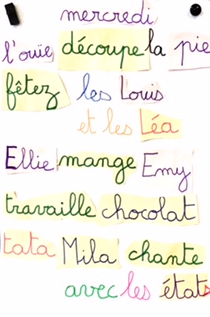 mercredi
l'ouïe découpe la pie
fêtez les Louis
et les Léa
Ellie mange Emy
travaille chocolat
tata Mila chante
avec les états